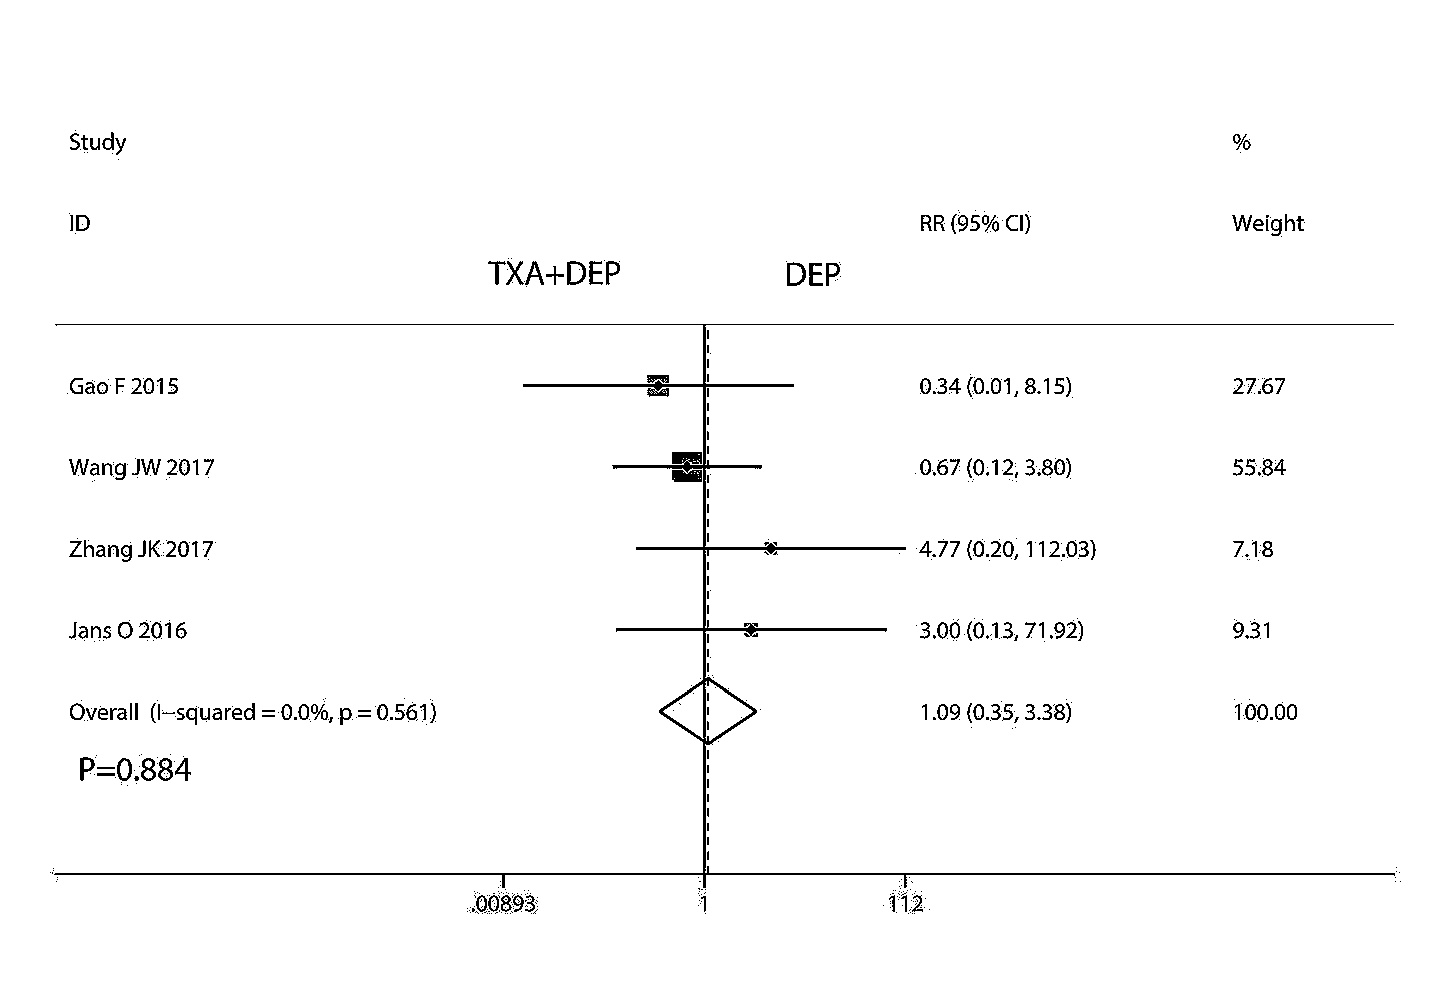 Study %
ID RR (95% CI) Weight
TXA+DEP DEP
Gao F 2015 0.34 (0.01, 8.15) 27.67
Wang JW 2017 0.67 (0.12, 3.80) 55.84
Zhang JK 2017 4.77 (0.20, 112.03) 7.18
Jans O 2016 3.00 (0.13, 71.92) 9.31
Overall (I-squared = 0.0%, p = 0.561) 1.09 (0.35, 3.38) 100.00
P=0.884
.00893 1 112